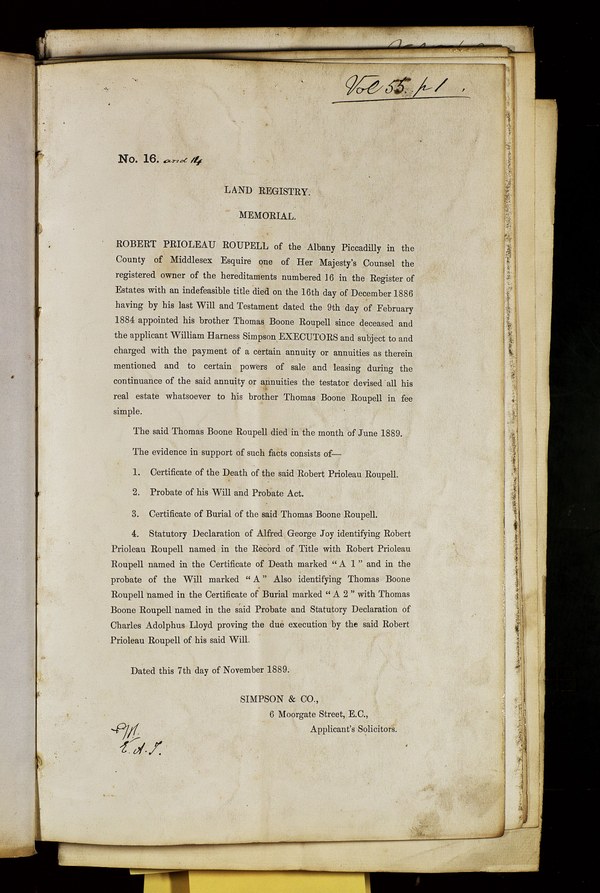 Vol 55. p 1.
No. 16. and 14
LAND REGISTRY.
MEMORIAL.
ROBERT PRIOLEAU ROUPELL of the Albany Piccadilly in the
County of Middlesex Esquire one of Her Majesty's Counsel the
registered owner of the hereditaments numbered 16 in the Register of
Estates with an indefeasible title died on the 16th day of December 1886
having by his last Will and Testament dated the 9th day of February
1884 appointed his brother Thomas Boone Roupell since deceased and
the applicant William Harness Simpson EXECUTORS and subject to and
charged with the payment of a certain annuity or annuities as therein
mentioned and to certain powers of sale and leasing during the
continuance of the said annuity or annuities the testator devised all his
real estate whatsoever to his brother Thomas Boone Roupell in fee
simple.
The said Thomas Boone Roupell died in the month of June 1889.
The evidence in support of such facts consists of—
1. Certificate of the Death of the said Robert Prioleau Roupell.
2. Probate of his Will and Probate Act.
3. Certificate of Burial of the said Thomas Boone Roupell.
4. Statutory Declaration of Alfred George Joy identifying Robert
Prioleau Roupell named in the Record of Title with Robert Prioleau
Roupell named in the Certificate of Death marked "A 1" and in the
probate of the Will marked "A" Also identifying Thomas Boone
Roupell named in the Certificate of Burial marked "A 2" with Thomas
Boone Roupell named in the said Probate and Statutory Declaration of
Charles Adolphus Lloyd proving the due execution by the said Robert
Prioleau Roupell of his said Will.
Dated this 7th day of November 1889.
SIMPSON & CO.,
6 Moorgate Street, E.C.,
Applicant's Solicitors.
E.A.J.